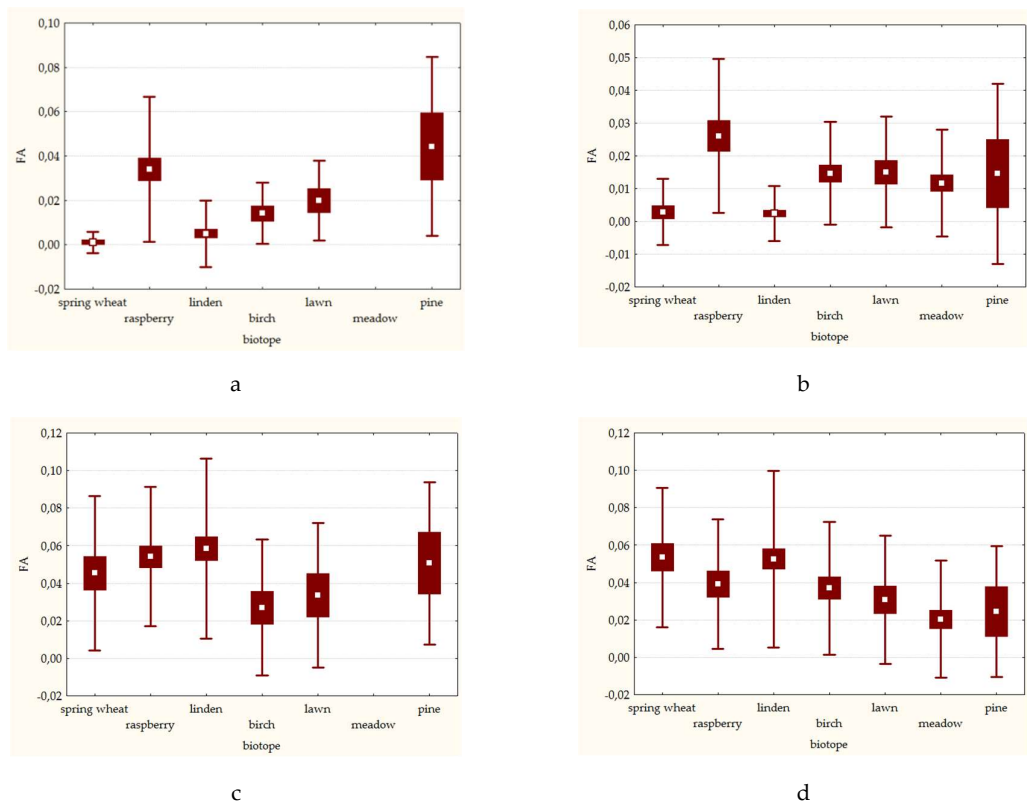 0,10
0,08
0,06
0,04
0,02
0,00
-0,02
FA
spring wheat linden lawn pine
raspberry birch meadow
biotope
a
0,06
0,05
0,04
0,03
0,02
0,01
0,00
-0,01
-0,02
FA
spring wheat linden lawn pine
raspberry birch meadow
biotope
b
0,12
0,10
0,08
0,06
0,04
0,02
0,00
-0,02
FA
spring wheat linden lawn pine
raspberry birch meadow
biotope
c
0,12
0,10
0,08
0,06
0,04
0,02
0,00
-0,02
FA
spring wheat linden lawn pine
raspberry birch meadow
biotope
d